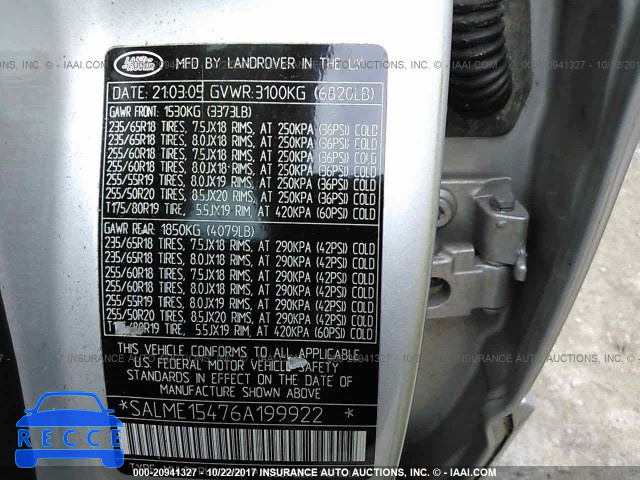 LAND ROVER
MFD BY LANDROVER IN THE UK
DATE: 21:03:05 GVWR:3100KG (6820LB)
GAWR FRONT: 1530KG (3373LB)
235/65R18 TIRES, 7.5JX18 RIMS, AT 250KPA (36PSI) COLD
235/65R18 TIRES, 8.0JX18 RIMS, AT 250KPA (36PSI) COLD
255/60R18 TIRES, 7.5JX18 RIMS, AT 250KPA (36PSI) COLD
255/60R18 TIRES, 8.0JX18 RIMS, AT 250KPA (36PSI) COLD
255/55R19 TIRES, 8.0JX19 RIMS, AT 250KPA (36PSI) COLD
255/50R20 TIRES, 8.5JX20 RIMS, AT 250KPA (36PSI) COLD
T175/80R19 TIRE, 5.5JX19 RIM, AT 420KPA (60PSI) COLD
GAWR REAR: 1850KG (4079LB)
235/65R18 TIRES, 7.5JX18 RIMS, AT 290KPA (42PSI) COLD
235/65R18 TIRES, 8.0JX18 RIMS, AT 290KPA (42PSI) COLD
255/60R18 TIRES, 7.5JX18 RIMS, AT 290KPA (42PSI) COLD
255/60R18 TIRES, 8.0JX18 RIMS, AT 290KPA (42PSI) COLD
255/55R19 TIRES, 8.0JX19 RIMS, AT 290KPA (42PSI) COLD
255/50R20 TIRES, 8.5JX20 RIMS, AT 290KPA (42PSI) COLD
80R19 TIRE, 5.5JX19 RIM, AT 420KPA (60PSI) COLD
THIS VEHICLE CONFORMS TO ALL APPLICABLE
U.S. FEDERAL MOTOR VEHICLE SAFETY
STANDARDS IN EFFECT ON THE DATE OF
MANUFACTURE SHOWN ABOVE
*SALME15476A199922 *
RECCE
000-20941327 - 10/22/2017 INSURANCE AUTO AUCTIONS, INC. - IAAI.COM